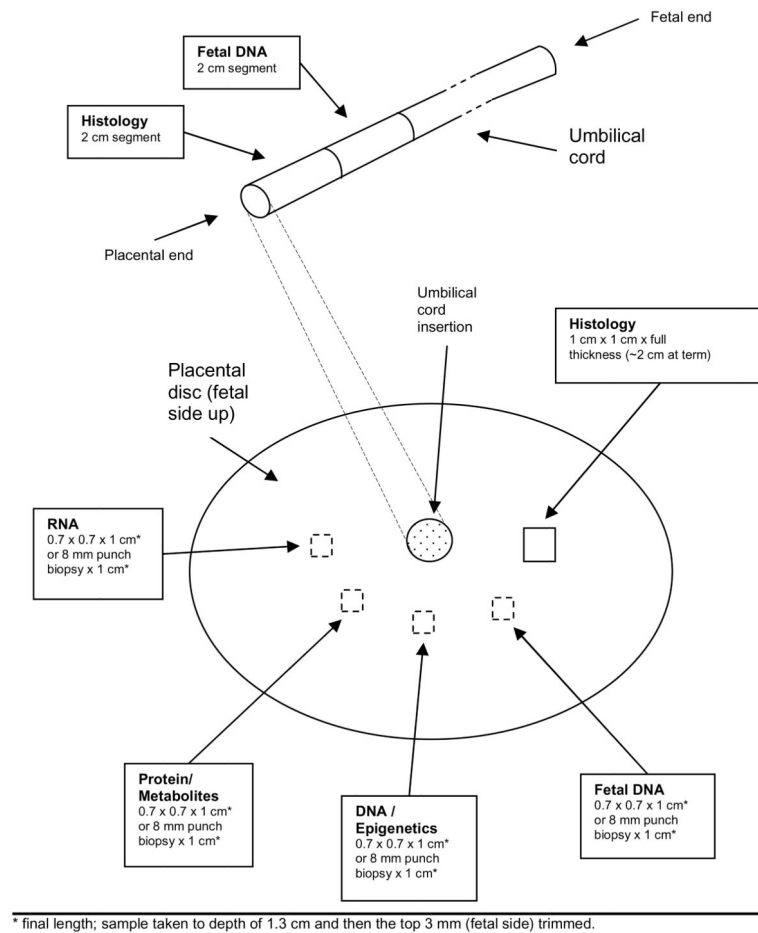 Fetal end
Fetal DNA
2 cm segment
Histology
2 cm segment
Umbilical
cord
Placental end
Umbilical
cord
insertion
Histology
1 cm x 1 cm x full
thickness (~2 cm at term)
Placental
disc (fetal
side up)
RNA
0.7 x 0.7 x 1 cm*
or 8 mm punch
biopsy x 1 cm*
Protein/
Metabolites
0.7 x 0.7 x 1 cm*
or 8 mm punch
biopsy x 1 cm*
DNA /
Epigenetics
0.7 x 0.7 x 1 cm*
or 8 mm punch
biopsy x 1 cm*
Fetal DNA
0.7 x 0.7 x 1 cm*
or 8 mm punch
biopsy x 1 cm*
* final length; sample taken to depth of 1.3 cm and then the top 3 mm (fetal side) trimmed.